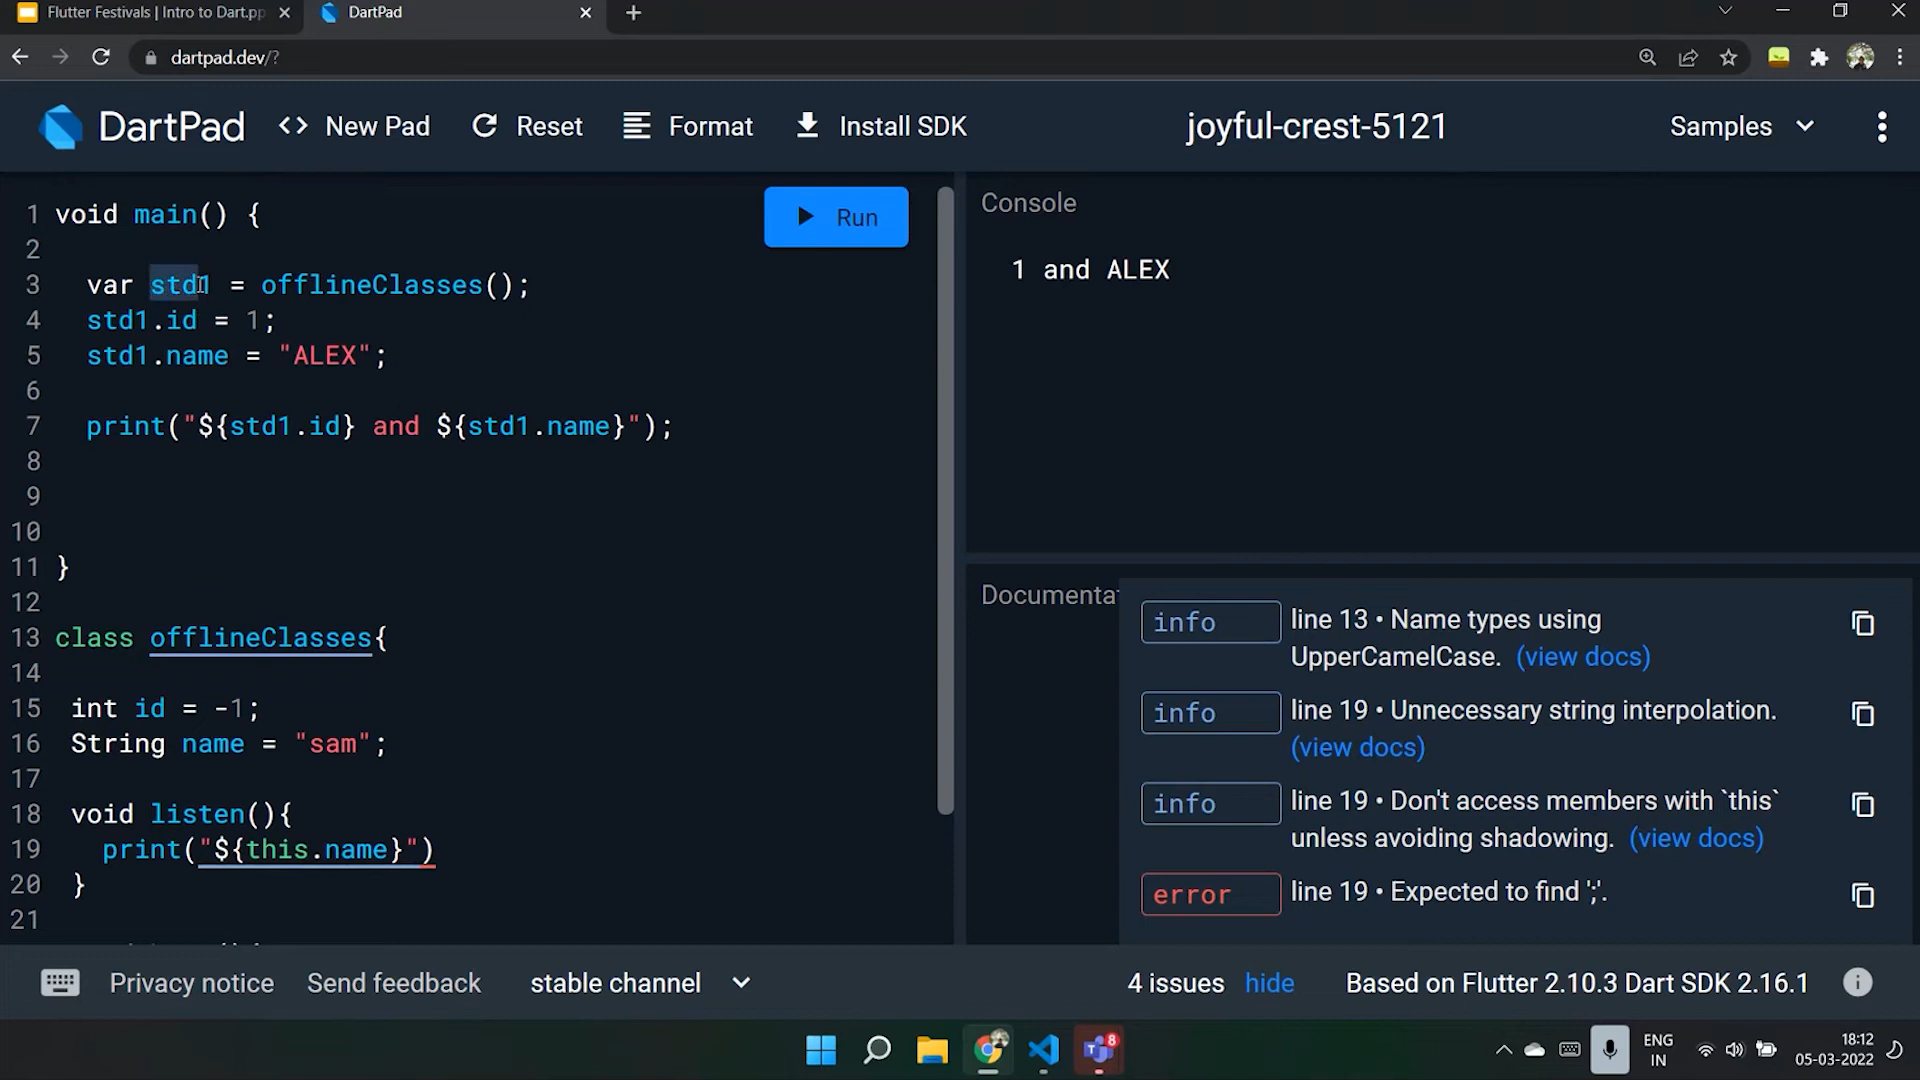 Flutter Festivals | Intro to Dart.pp
DartPad
dartpad.dev/?
DartPad
<> New Pad
Reset
Format
Install SDK
joyful-crest-5121
Samples
1 void main() {
2
3 var std1 = offlineClasses();
4 std1.id = 1;
5 std1.name = "ALEX";
6
7 print("${std1.id} and ${std1.name}");
8
9
10
11 }
12
13 class offlineClasses{
14
15 int id = -1;
16 String name = "sam";
17
18 void listen(){
19 print("${this.name}")
20 }
21
Run
Console
1 and ALEX
Documentat
info line 13 • Name types using
UpperCamelCase. (view docs)
info line 19 • Unnecessary string interpolation.
(view docs)
info line 19 • Don't access members with `this`
unless avoiding shadowing. (view docs)
error line 19 • Expected to find ';'.
Privacy notice
Send feedback
stable channel
4 issues hide
Based on Flutter 2.10.3 Dart SDK 2.16.1
8
ENG
IN
18:12
05-03-2022